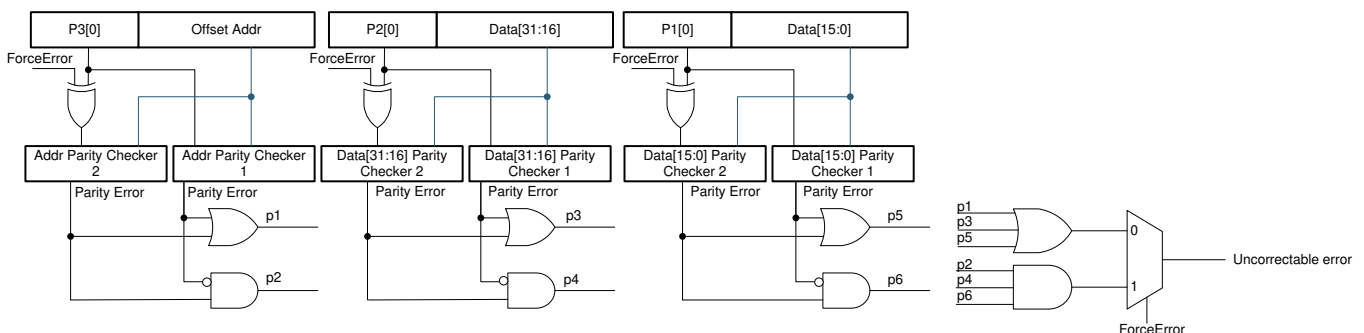 P3[0] Offset Addr P2[0] Data[31:16] P1[0] Data[15:0]
ForceError ForceError ForceError
Addr Parity Checker
2
Addr Parity Checker
1
Data[31:16] Parity
Checker 2
Data[31:16] Parity
Checker 1
Data[15:0] Parity
Checker 2
Data[15:0] Parity
Checker 1
Parity Error Parity Error Parity Error Parity Error Parity Error Parity Error
p1 p3 p5
p2 p4 p6
p1
p3
p5
0
p2
p4
p6
1
Uncorrectable error
ForceError